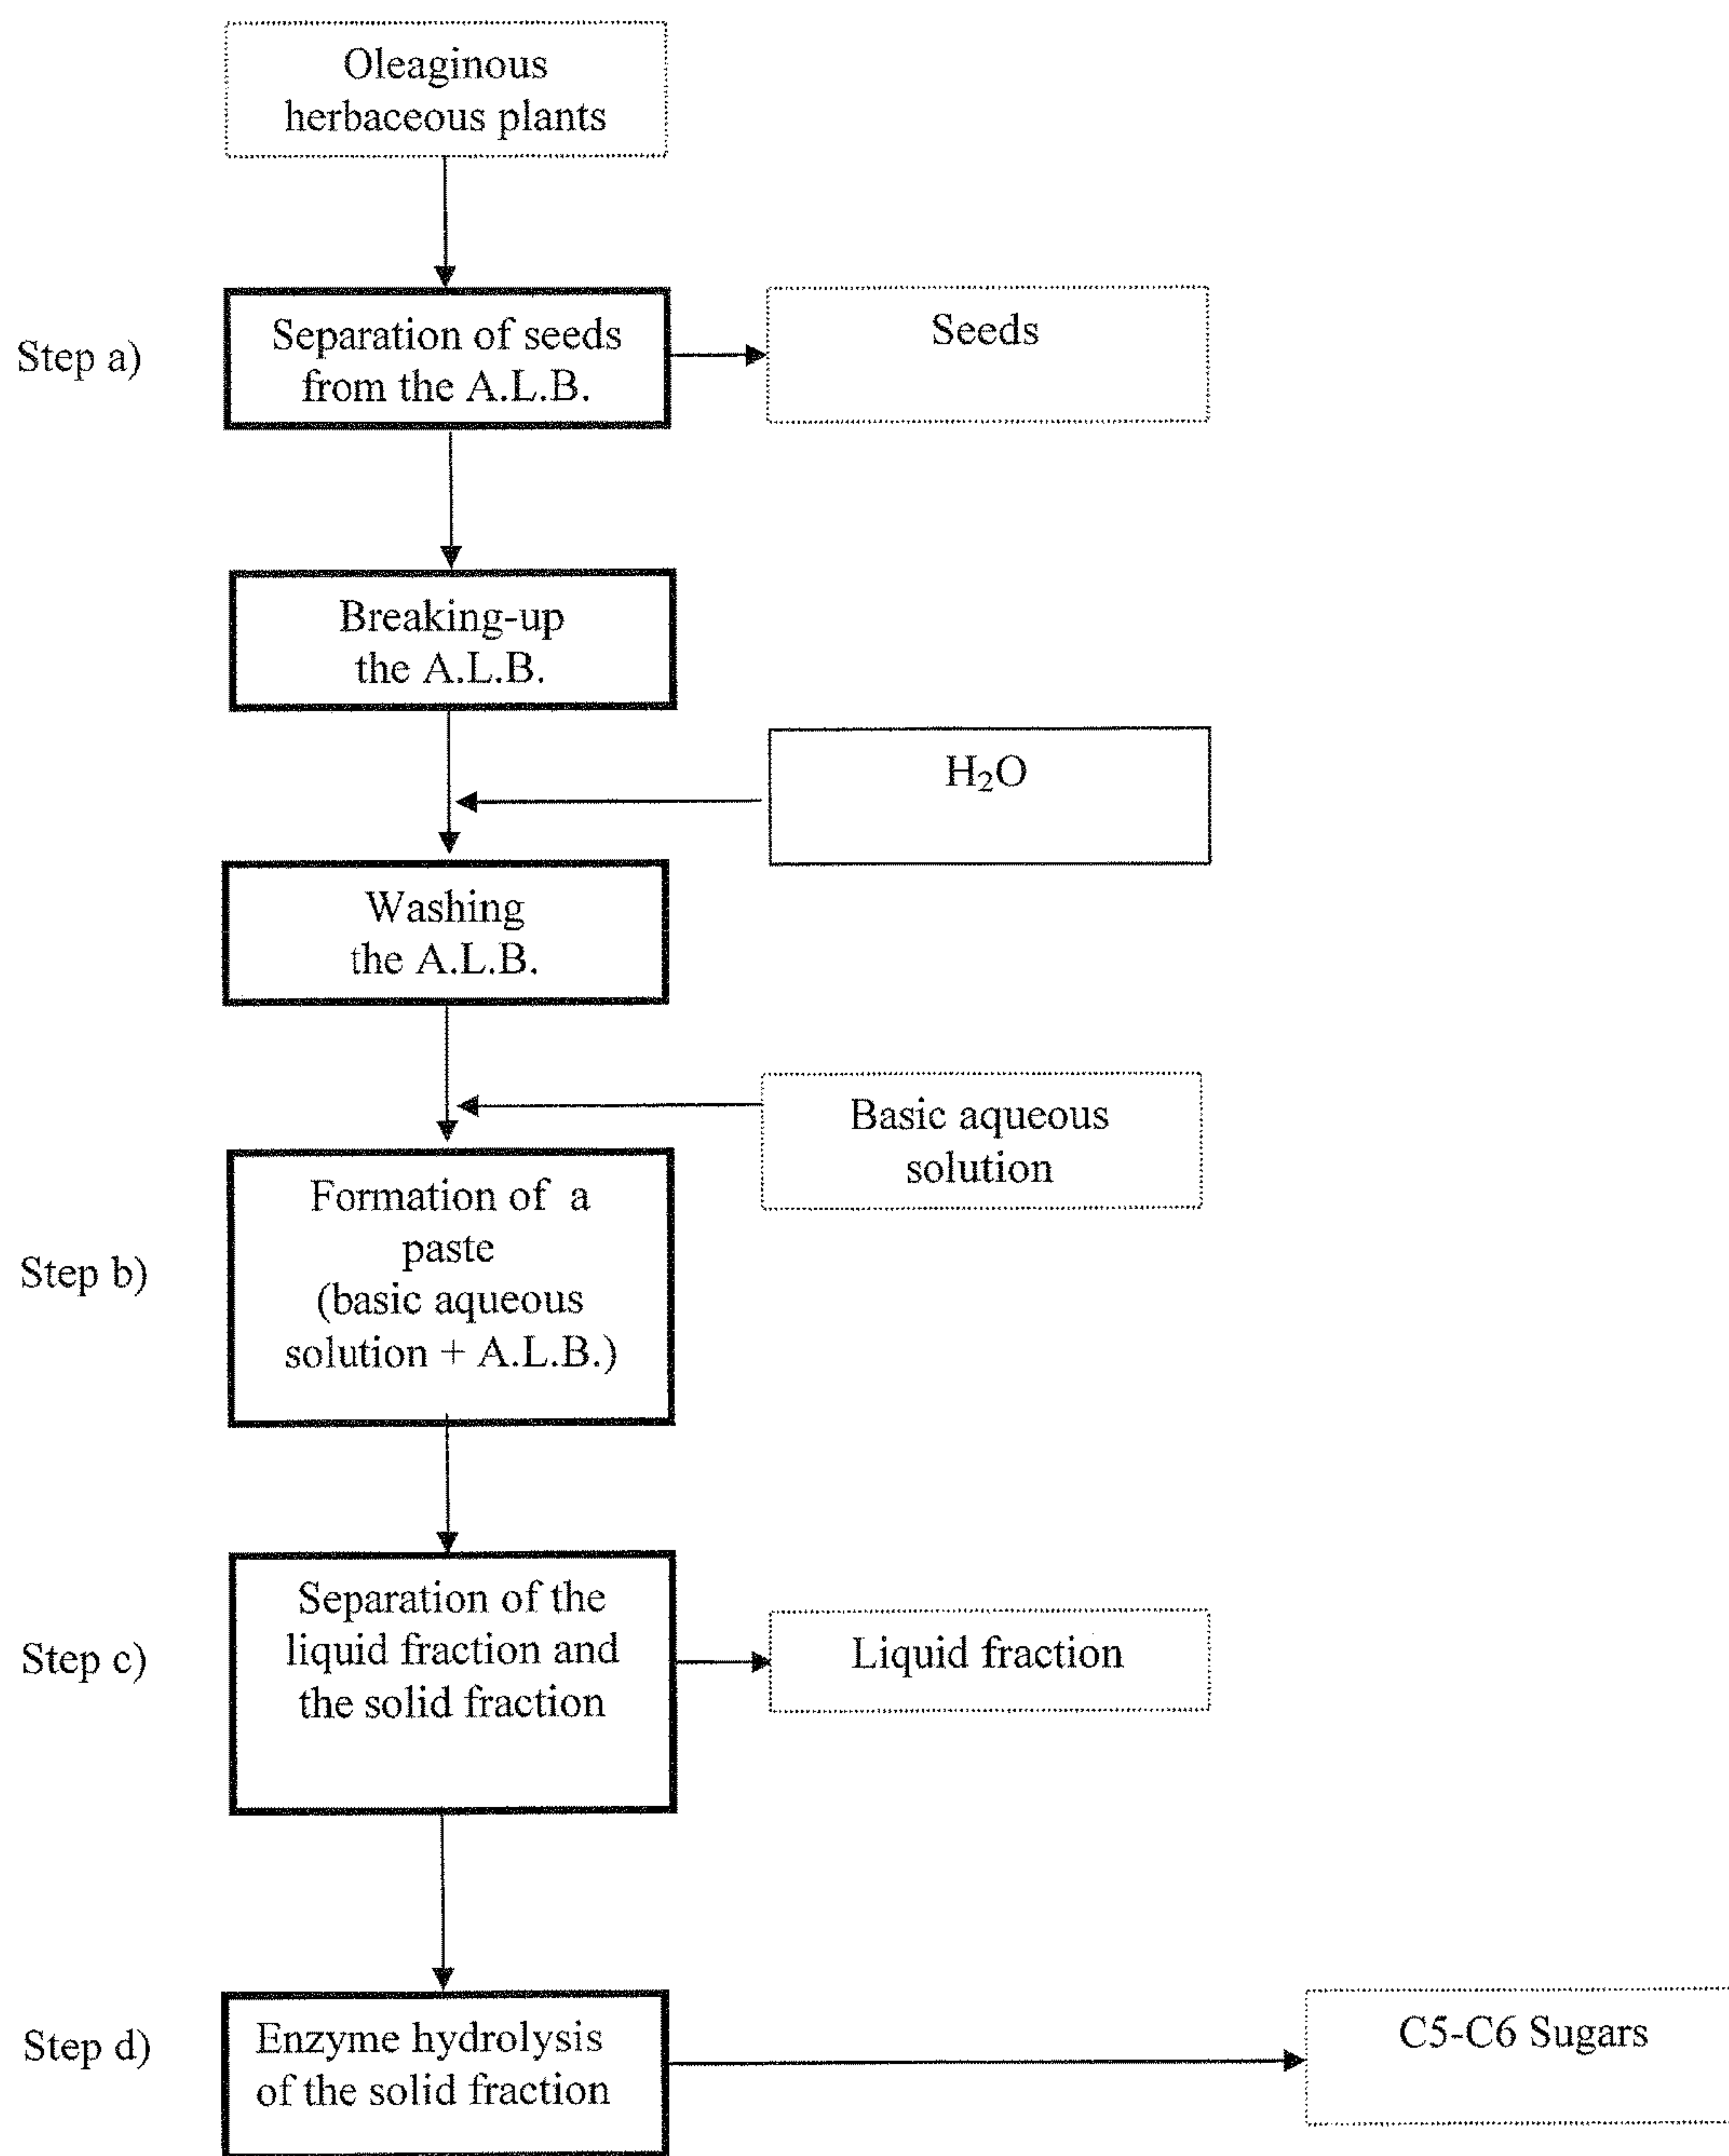 Oleaginous
herbaceous plants
Step a)
Separation of seeds
from the A.L.B.
Seeds
Breaking-up
the A.L.B.
H₂O
Washing
the A.L.B.
Basic aqueous
solution
Step b)
Formation of a
paste
(basic aqueous
solution + A.L.B.)
Step c)
Separation of the
liquid fraction and
the solid fraction
Liquid fraction
Step d)
Enzyme hydrolysis
of the solid fraction
C5-C6 Sugars